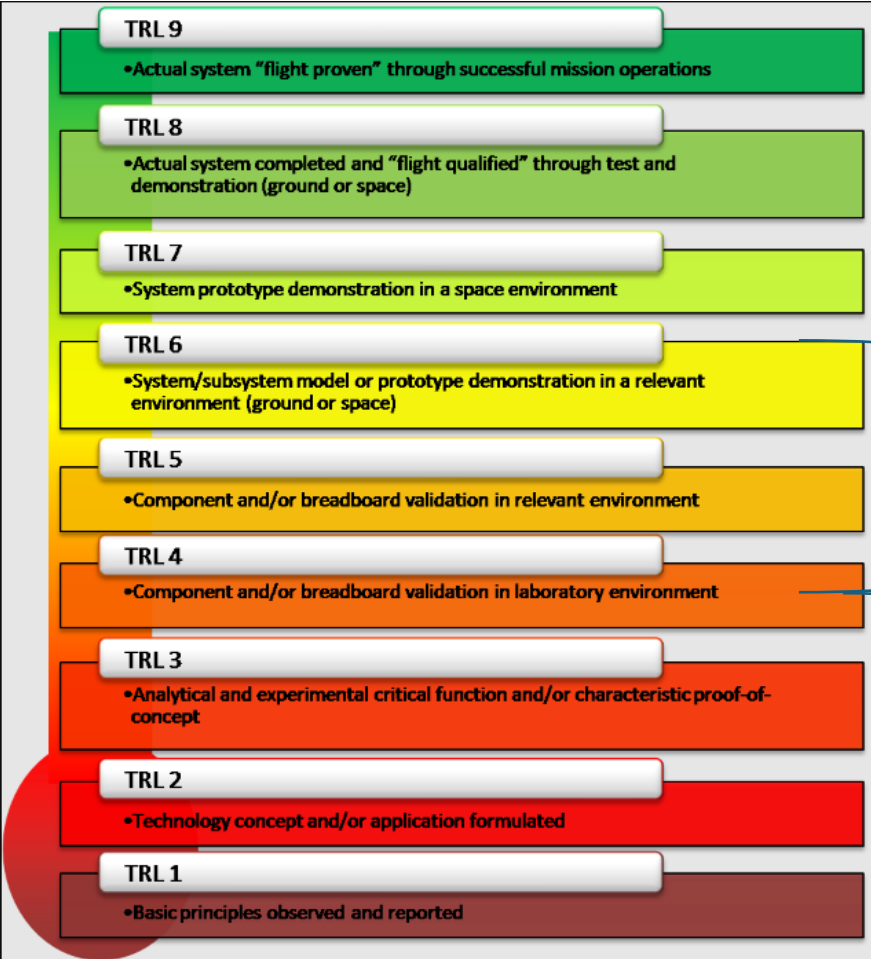 TRL 9
•Actual system “flight proven” through successful mission operations
TRL 8
•Actual system completed and “flight qualified” through test and
demonstration (ground or space)
TRL 7
•System prototype demonstration in a space environment
TRL 6
•System/subsystem model or prototype demonstration in a relevant
environment (ground or space)
TRL 5
•Component and/or breadboard validation in relevant environment
TRL 4
•Component and/or breadboard validation in laboratory environment
TRL 3
•Analytical and experimental critical function and/or characteristic proof-of-
concept
TRL 2
•Technology concept and/or application formulated
TRL 1
•Basic principles observed and reported